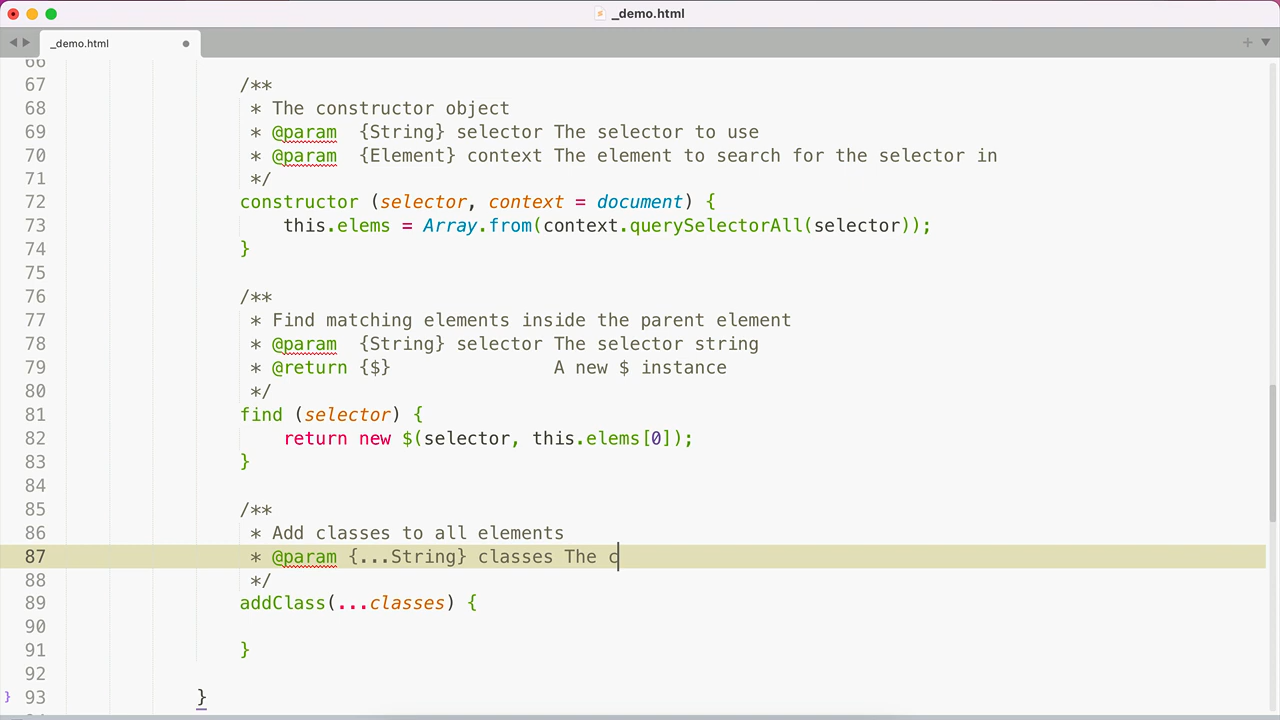 _demo.html
_demo.html
66
67 /**
68 * The constructor object
69 * @param {String} selector The selector to use
70 * @param {Element} context The element to search for the selector in
71 */
72 constructor (selector, context = document) {
73 this.elems = Array.from(context.querySelectorAll(selector));
74 }
75
76 /**
77 * Find matching elements inside the parent element
78 * @param {String} selector The selector string
79 * @return {$} A new $ instance
80 */
81 find (selector) {
82 return new $(selector, this.elems[0]);
83 }
84
85 /**
86 * Add classes to all elements
87 * @param {...String} classes The c
88 */
89 addClass(...classes) {
90
91 }
92
} 93 }